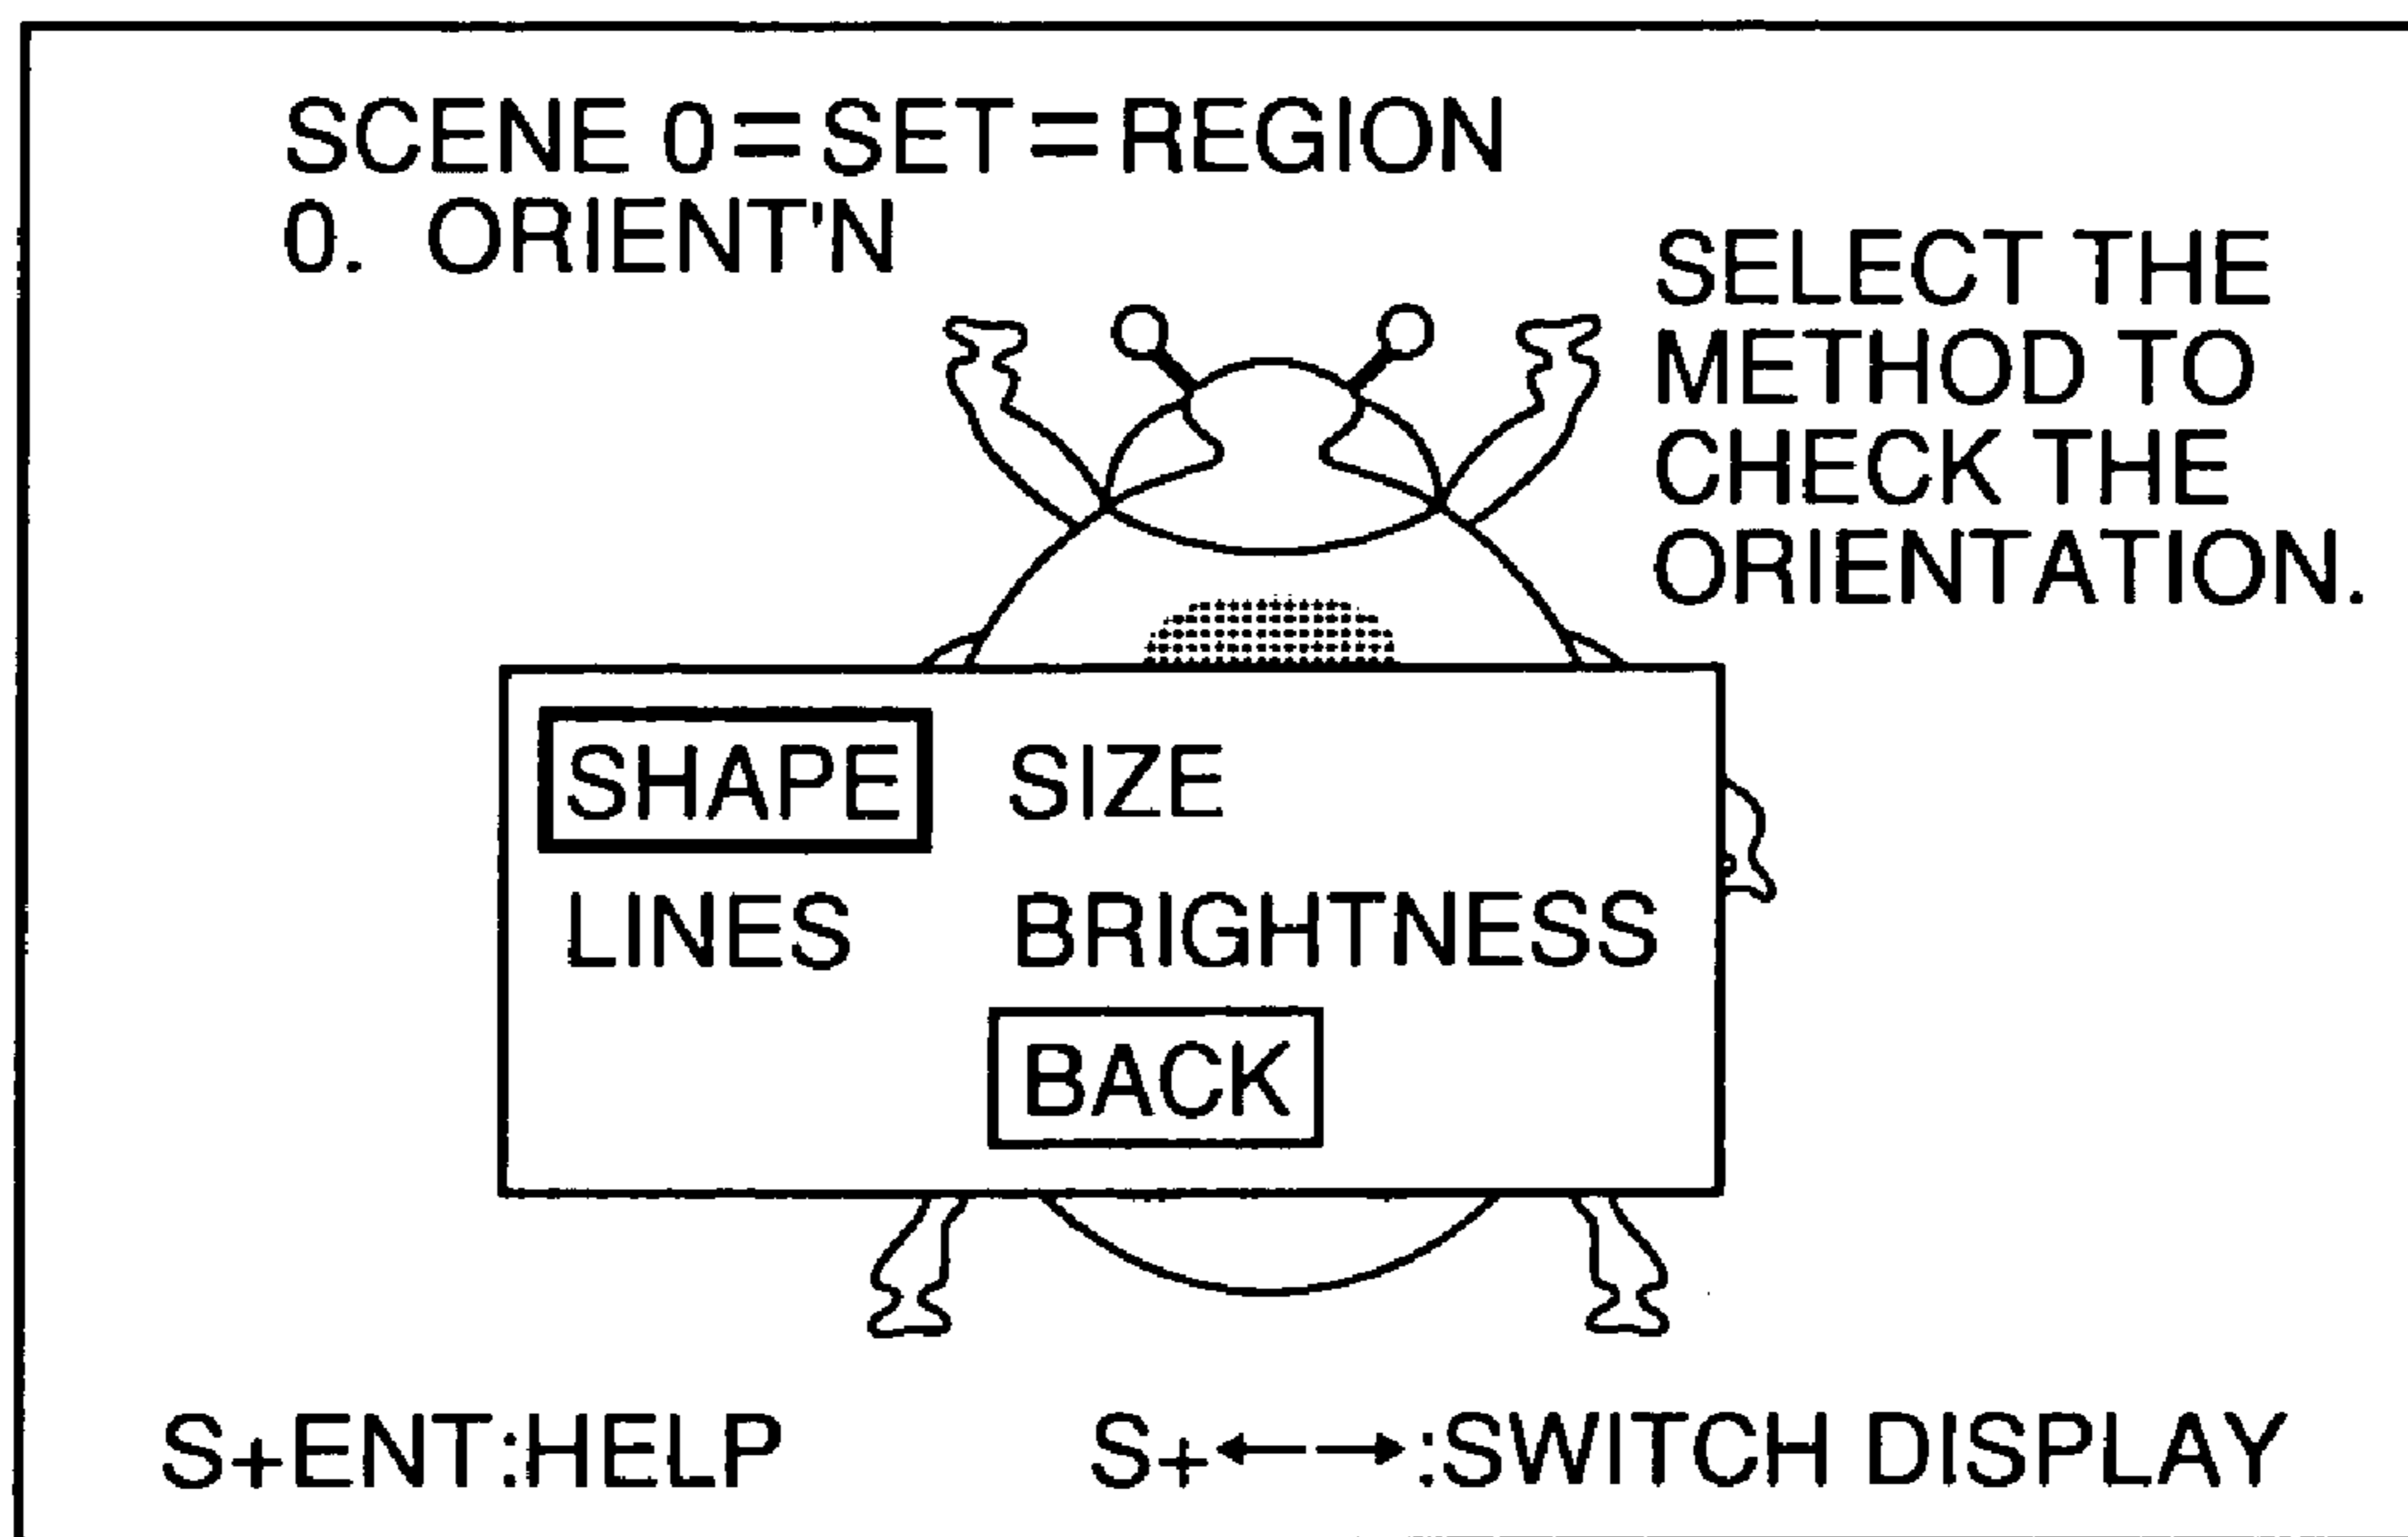 SCENE 0=SET=REGION
0. ORIENT'N
SELECT THE
METHOD TO
CHECK THE
ORIENTATION.
SHAPE SIZE
LINES BRIGHTNESS
BACK
S+ENT:HELP S+←→:SWITCH DISPLAY